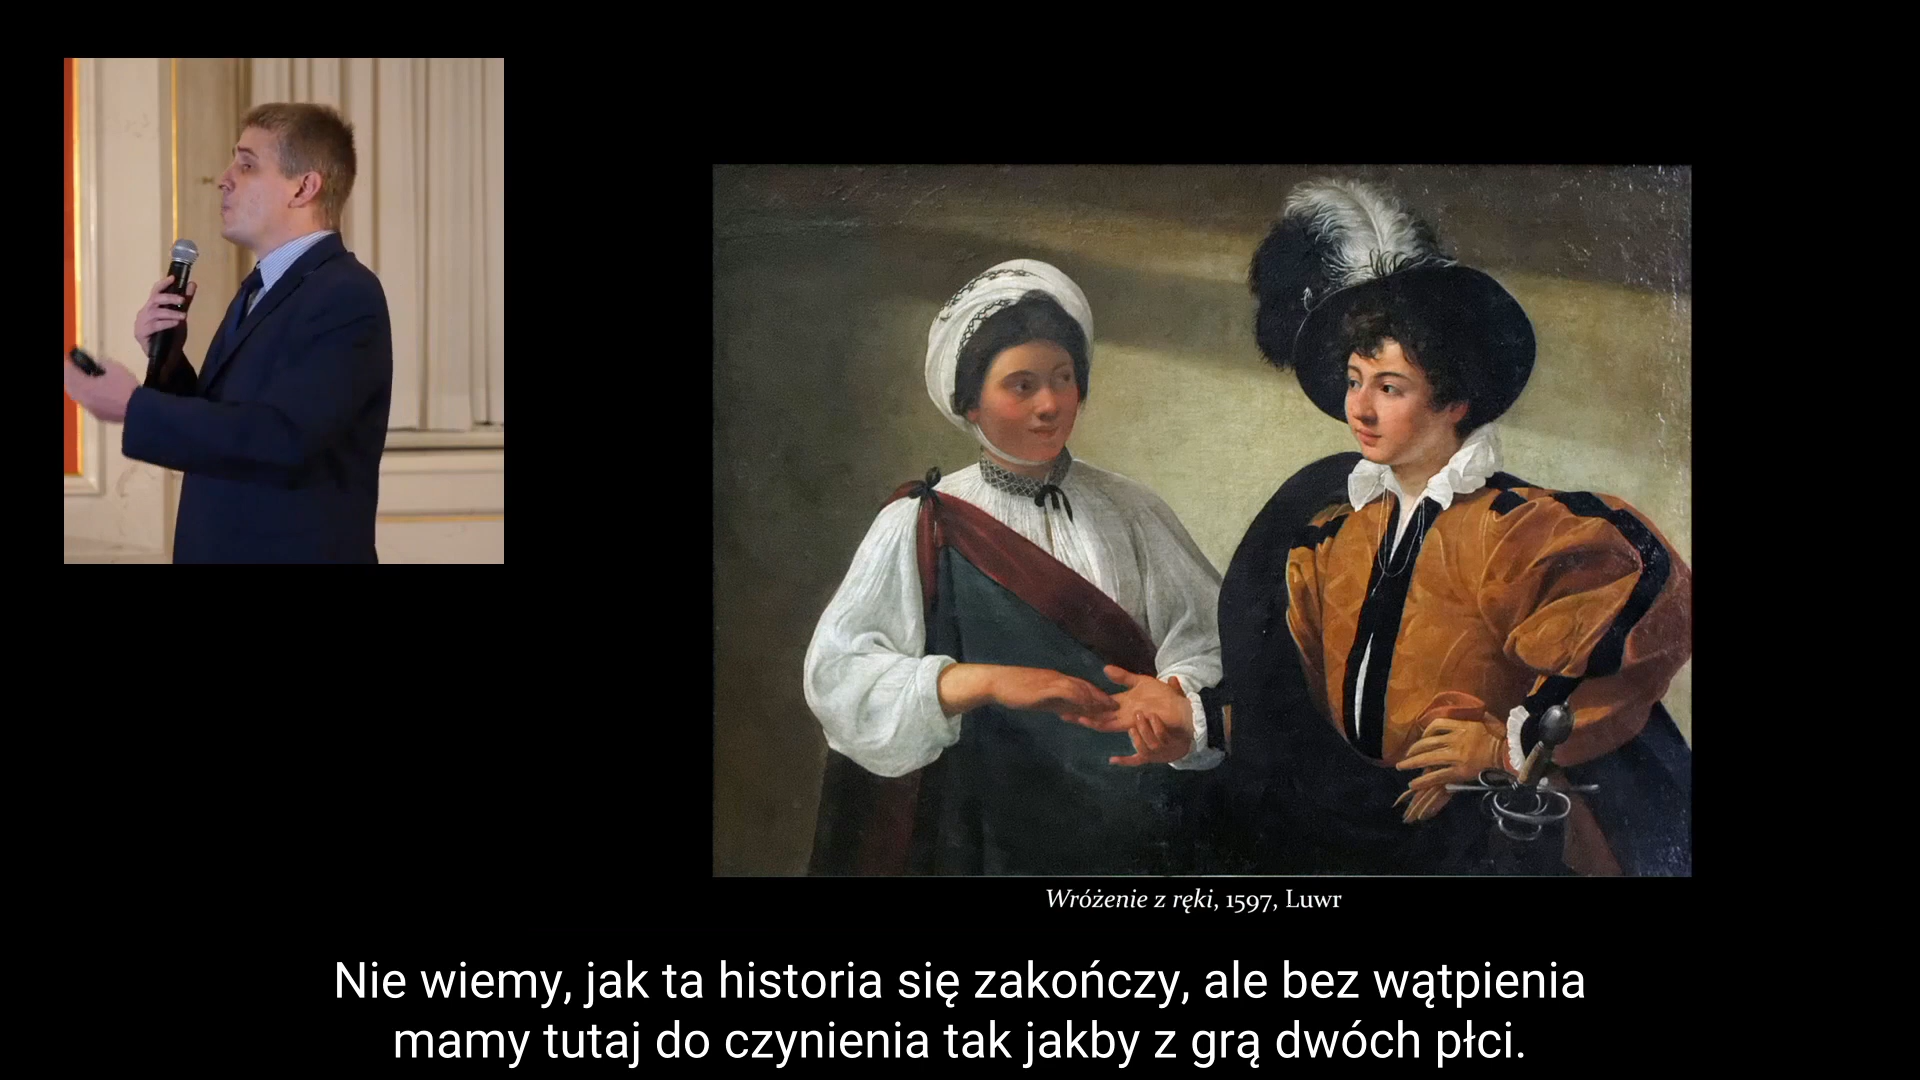 Wróżenie z ręki, 1597, Luwr
Nie wiemy, jak ta historia się zakończy, ale bez wątpienia
mamy tutaj do czynienia tak jakby z grą dwóch płci.